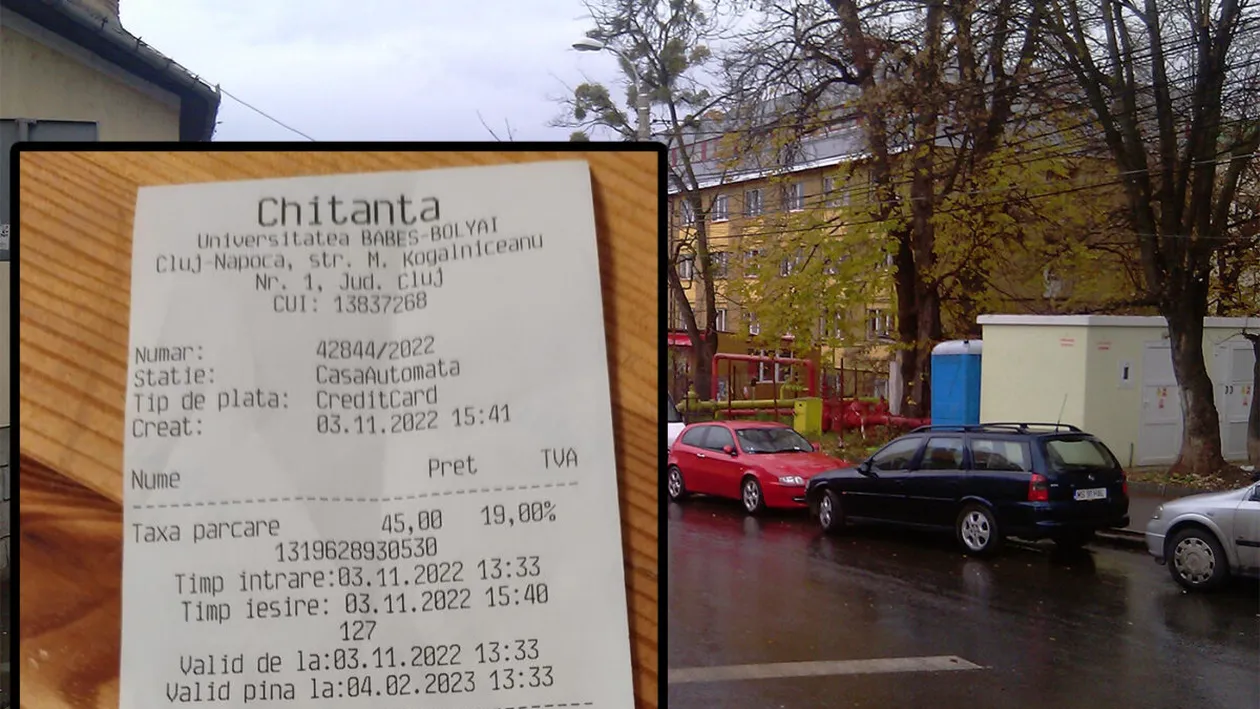 Chitanta
Universitatea BABES-BOLYAI
Cluj-Napoca, str. M. Kogalniceanu
Nr. 1, Jud. Cluj
CUI: 13837268
Numar: 42844/2022
Statie: CasaAutomata
Tip de plata: CreditCard
Creat: 03.11.2022 15:41
Nume Pret TVA
Taxa parcare 45,00 19,00%
1319628930530
Timp intrare:03.11.2022 13:33
Timp iesire: 03.11.2022 15:40
127
Valid de la:03.11.2022 13:33
Valid pina la:04.02.2023 13:33